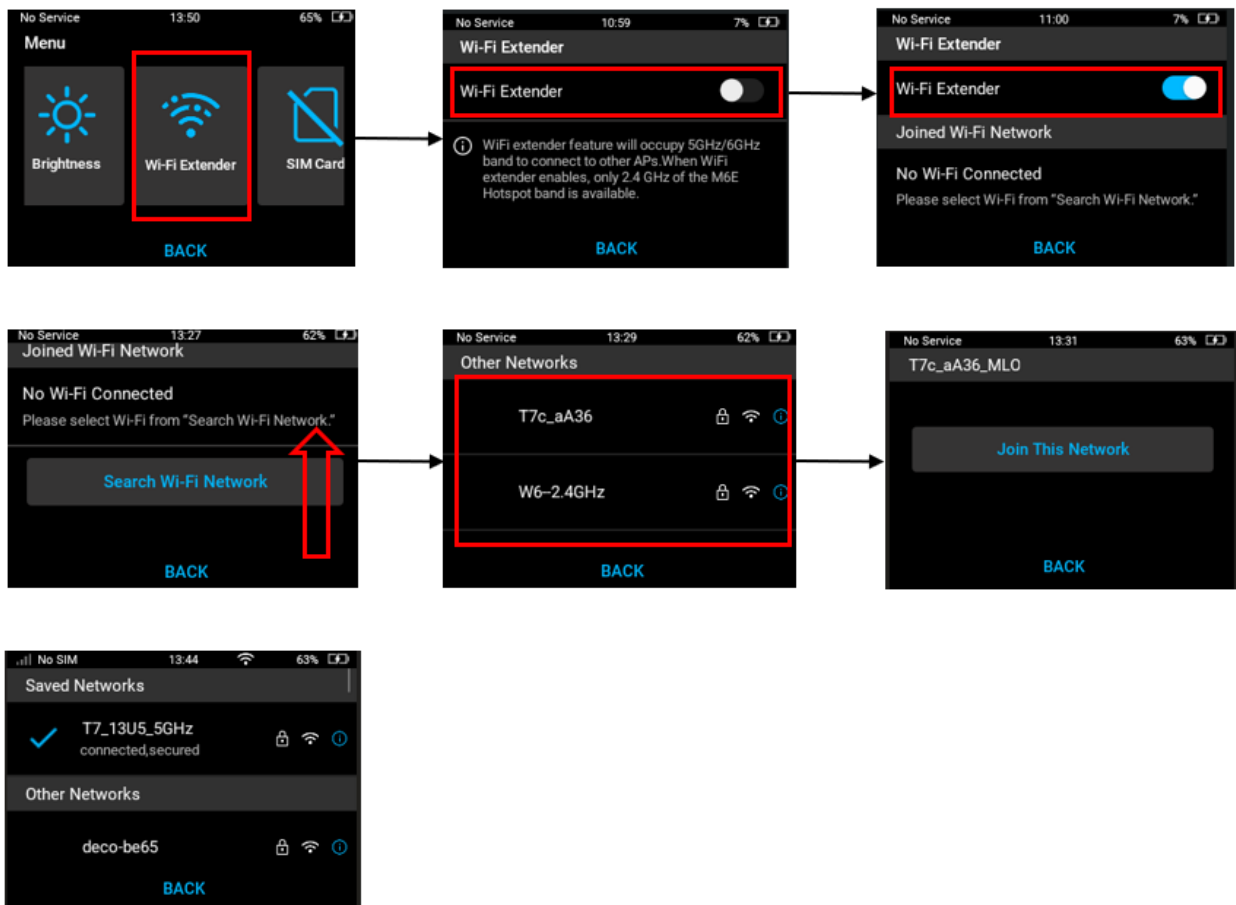 No Service 13:50 65%
Menu
Brightness
Wi-Fi Extender
SIM Card
BACK
No Service 10:59 7%
Wi-Fi Extender
Wi-Fi Extender
WiFi extender feature will occupy 5GHz/6GHz
band to connect to other APs.When WiFi
extender enables, only 2.4 GHz of the M6E
Hotspot band is available.
BACK
No Service 11:00 7%
Wi-Fi Extender
Wi-Fi Extender
Joined Wi-Fi Network
No Wi-Fi Connected
Please select Wi-Fi from “Search Wi-Fi Network.”
BACK
No Service 13:27 62%
Joined Wi-Fi Network
No Wi-Fi Connected
Please select Wi-Fi from “Search Wi-Fi Network.”
Search Wi-Fi Network
BACK
No Service 13:29 62%
Other Networks
T7c_aA36
W6–2.4GHz
BACK
No Service 13:31 63%
T7c_aA36_MLO
Join This Network
BACK
No SIM 13:44 63%
Saved Networks
T7_13U5_5GHz
connected,secured
Other Networks
deco-be65
BACK